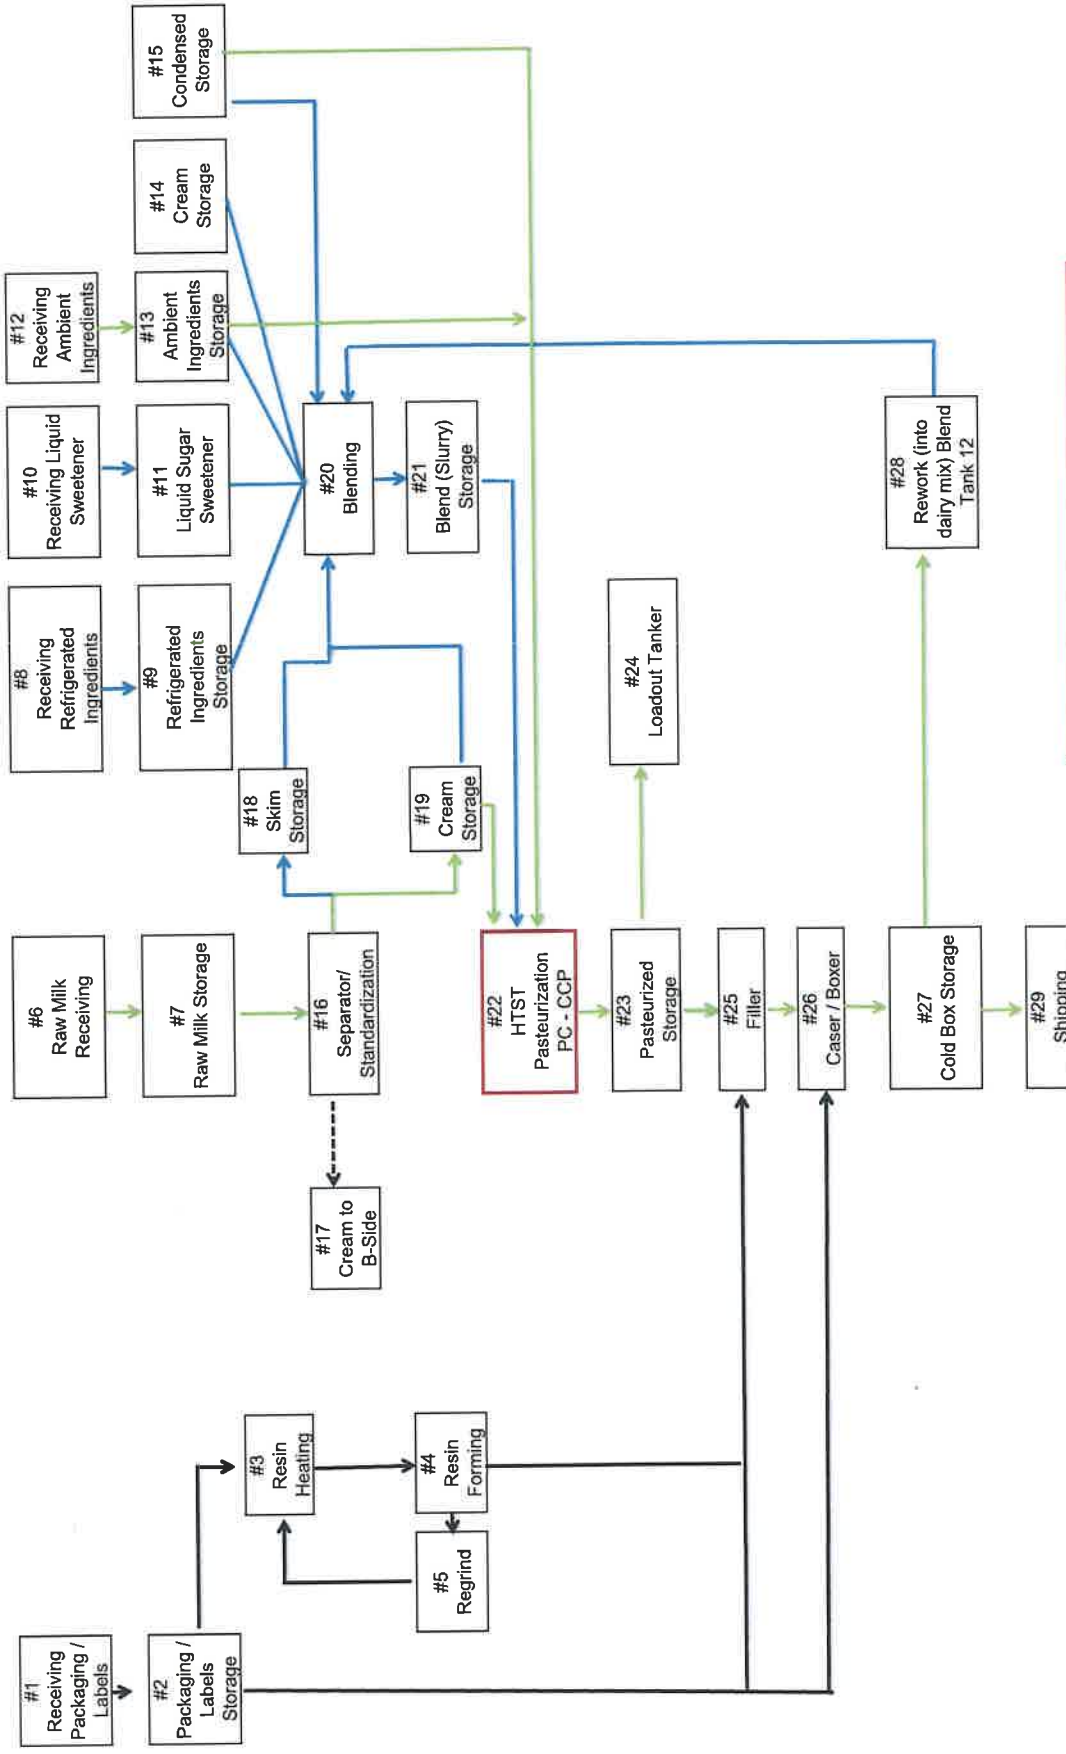 #1
Receiving
Packaging /
Labels
#2
Packaging /
Labels
Storage
#3
Resin
Heating
#4
Resin
Forming
#5
Regrind
#6
Raw Milk
Receiving
#7
Raw Milk Storage
#8
Receiving
Refrigerated
Ingredients
#9
Refrigerated
Ingredients
Storage
#10
Receiving Liquid
Sweetener
#11
Liquid Sugar
Sweetener
#12
Receiving
Ambient
Ingredients
#13
Ambient
Ingredients
Storage
#14
Cream
Storage
#15
Condensed
Storage
#16
Separator/
Standardization
#17
Cream to
B-Side
#18
Skim
Storage
#19
Cream
Storage
#20
Blending
#21
Blend (Slurry)
Storage
#22
HTST
Pasteurization
PC - CCP
#23
Pasteurized
Storage
#24
Loadout Tanker
#25
Filler
#26
Caser / Boxer
#27
Cold Box Storage
#28
Rework (into
dairy mix) Blend
Tank 12
#29
Shipping